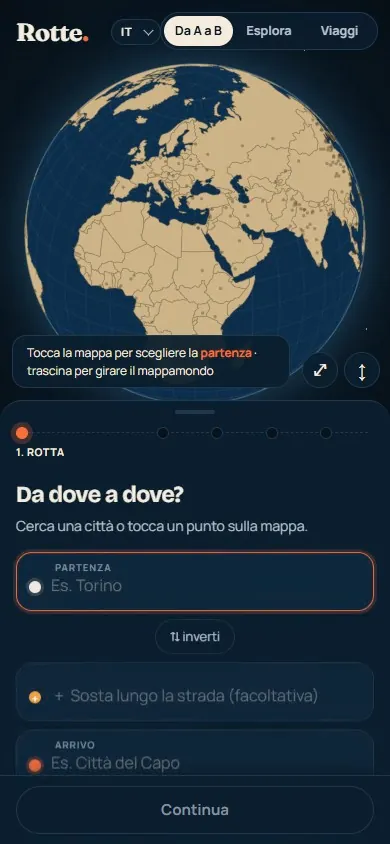 Rotte.
IT
Da A a B
Esplora
Viaggi
Tocca la mappa per scegliere la partenza ·
trascina per girare il mappamondo
1. ROTTA
Da dove a dove?
Cerca una città o tocca un punto sulla mappa.
PARTENZA
Es. Torino
⇅ inverti
+ Sosta lungo la strada (facoltativa)
ARRIVO
Es. Città del Capo
Continua